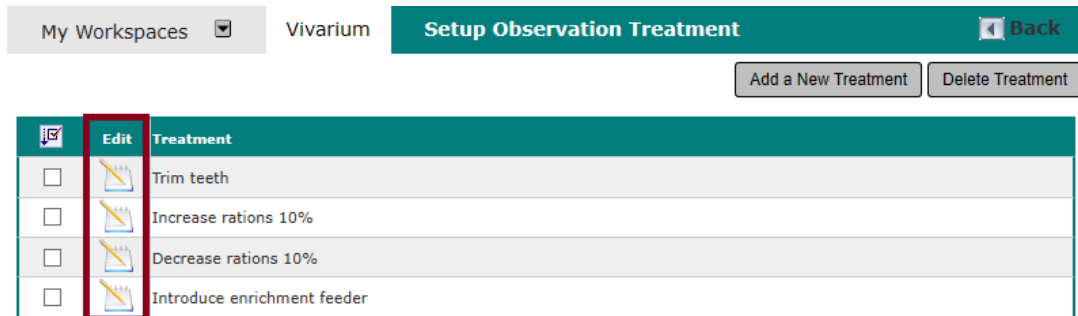 My Workspaces Vivarium Setup Observation Treatment Back
Add a New Treatment Delete Treatment
Edit Treatment
Trim teeth
Increase rations 10%
Decrease rations 10%
Introduce enrichment feeder